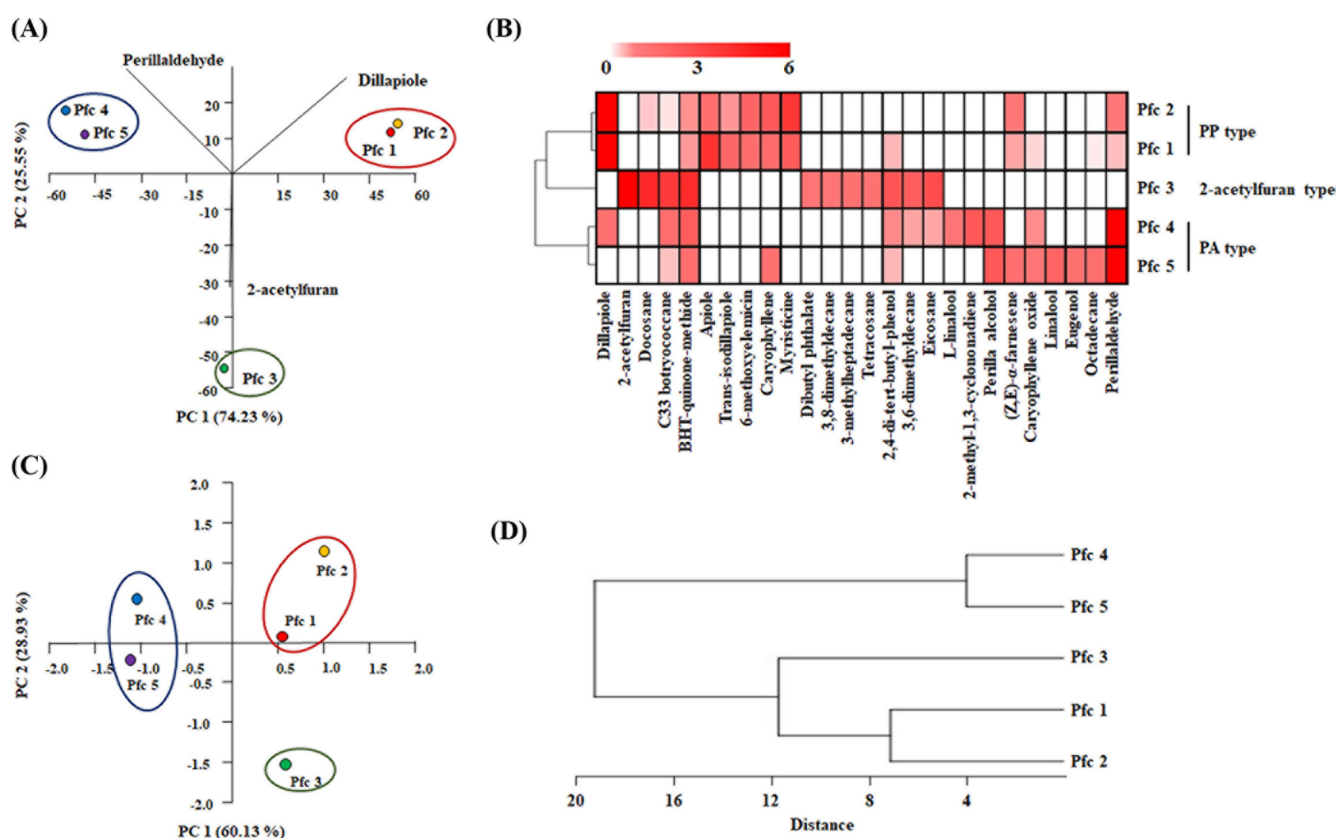 (A)
Perillaldehyde
Dillapiole
Pfc 4
Pfc 5
Pfc 2
Pfc 1
20
10
-60 -45 -30 -15 15 30 45 60
-10
-20
-30
-40
-50
-60
2-acetylfuran
Pfc 3
PC 2 (25.55 %)
PC 1 (74.23 %)
(B)
0 3 6
Pfc 2
Pfc 1
PP type
Pfc 3
2-acetylfuran type
Pfc 4
Pfc 5
PA type
Dillapiole
2-acetylfuran
Docosane
C33 botryococcane
BHT-quinone-methide
Apiole
Trans-isodillapiole
6-methoxyelemicin
Caryophyllene
Myristicine
Dibutyl phthalate
3,8-dimethyldecane
3-methylheptadecane
Tetracosane
2,4-di-tert-butyl-phenol
3,6-dimethyldecane
Eicosane
L-linalool
2-methyl-1,3-cyclononadiene
Perilla alcohol
(Z,E)-α-farnesene
Caryophyllene oxide
Linalool
Eugenol
Octadecane
Perillaldehyde
(C)
2.0
1.5
1.0
0.5
-2.0 -1.5 -1.0 -0.5 0.5 1.0 1.5 2.0
-0.5
-1.0
-1.5
-2.0
Pfc 2
Pfc 1
Pfc 4
Pfc 5
Pfc 3
PC 2 (28.93 %)
PC 1 (60.13 %)
(D)
Pfc 4
Pfc 5
Pfc 3
Pfc 1
Pfc 2
20 16 12 8 4
Distance